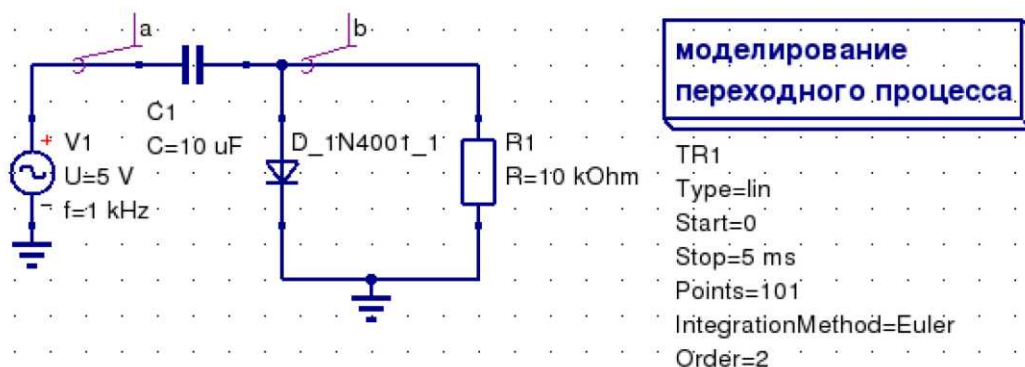 a
b
C1
C=10 uF
V1
U=5 V
f=1 kHz
D_1N4001_1
R1
R=10 kOhm
моделирование
переходного процесса
TR1
Type=lin
Start=0
Stop=5 ms
Points=101
IntegrationMethod=Euler
Order=2